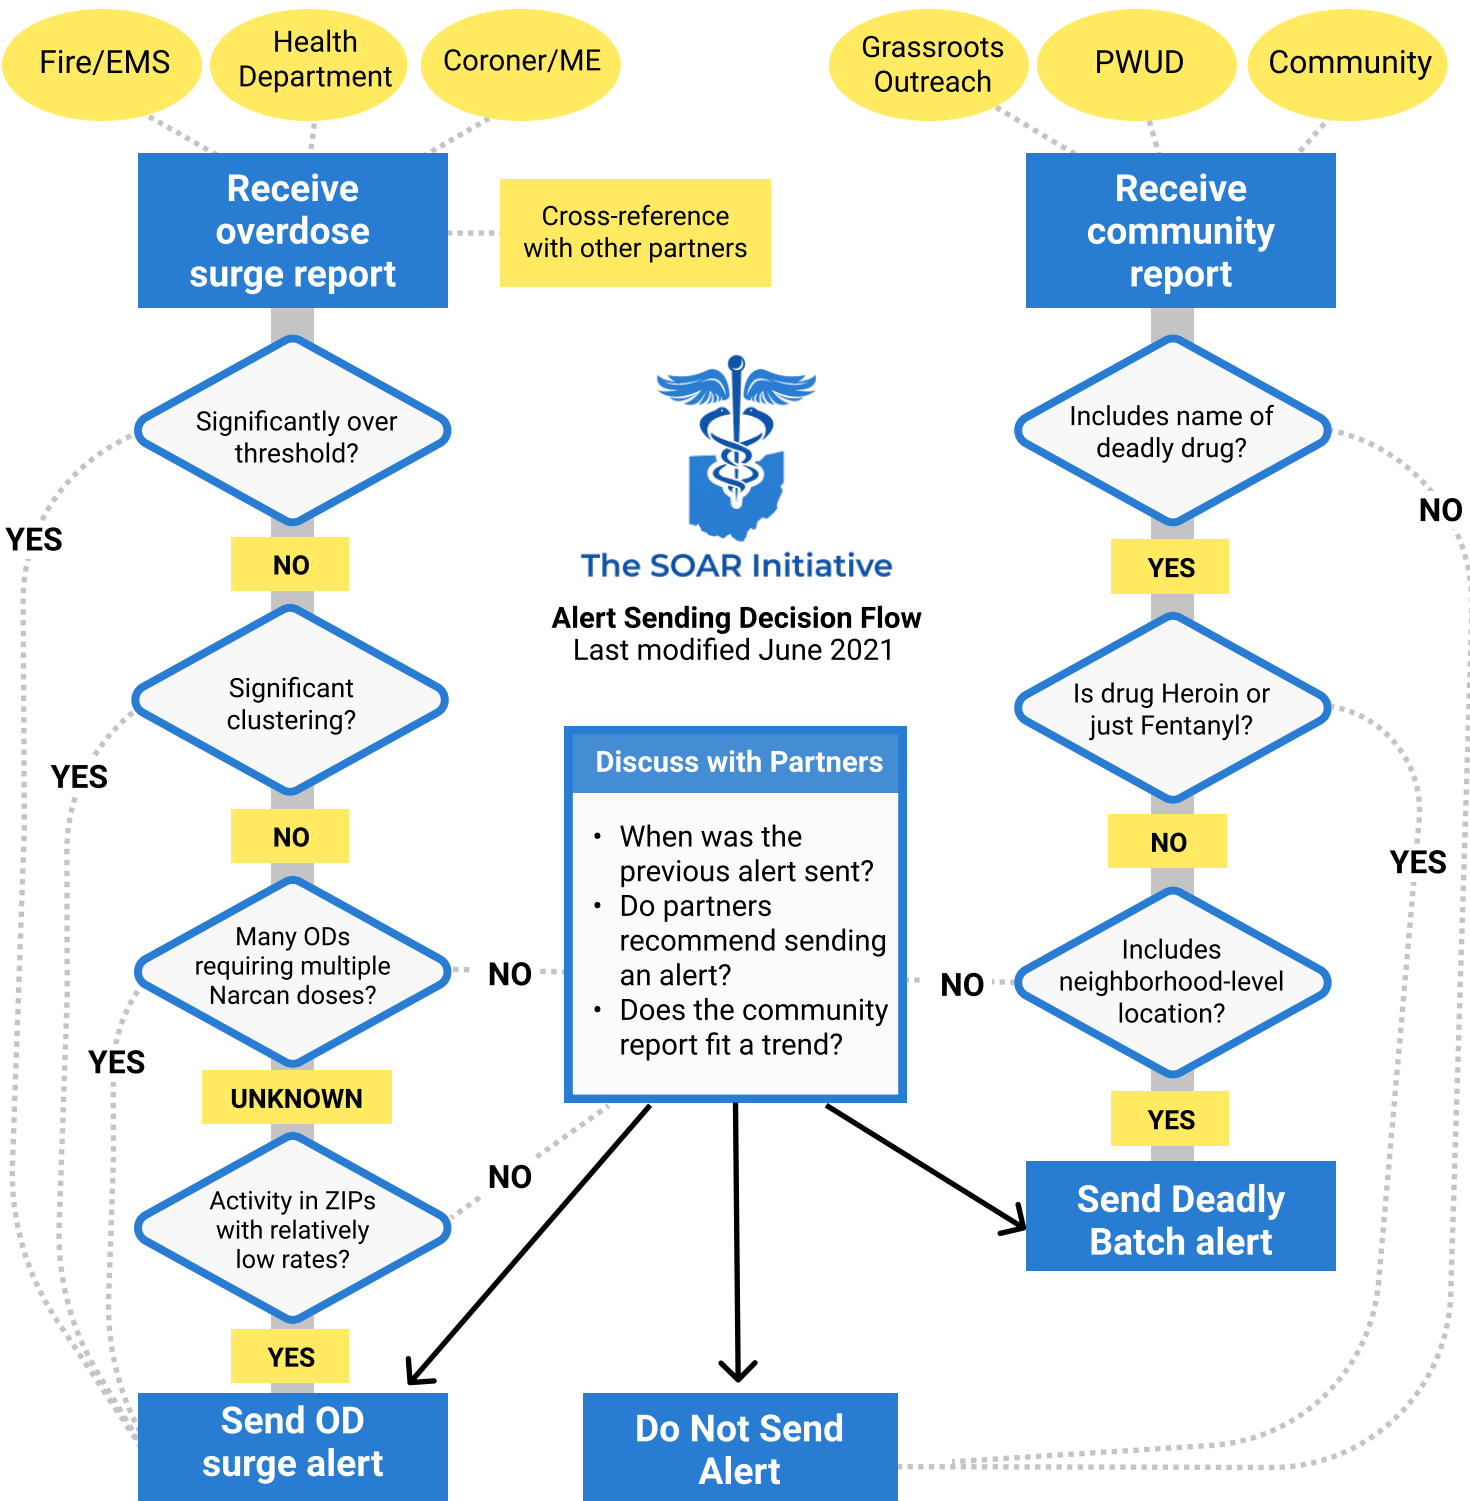 Fire/EMS
Health
Department
Coroner/ME
Grassroots
Outreach
PWUD
Community
Receive
overdose
surge report
Cross-reference
with other partners
Receive
community
report
Significantly over
threshold?
Includes name of
deadly drug?
YES
NO
NO
YES
The SOAR Initiative
Alert Sending Decision Flow
Last modified June 2021
Significant
clustering?
Is drug Heroin or
just Fentanyl?
YES
NO
NO
YES
Discuss with Partners
• When was the
previous alert sent?
• Do partners
recommend sending
an alert?
• Does the community
report fit a trend?
Many ODs
requiring multiple
Narcan doses?
NO
NO
Includes
neighborhood-level
location?
YES
UNKNOWN
YES
Activity in ZIPs
with relatively
low rates?
NO
Send Deadly
Batch alert
YES
Send OD
surge alert
Do Not Send
Alert